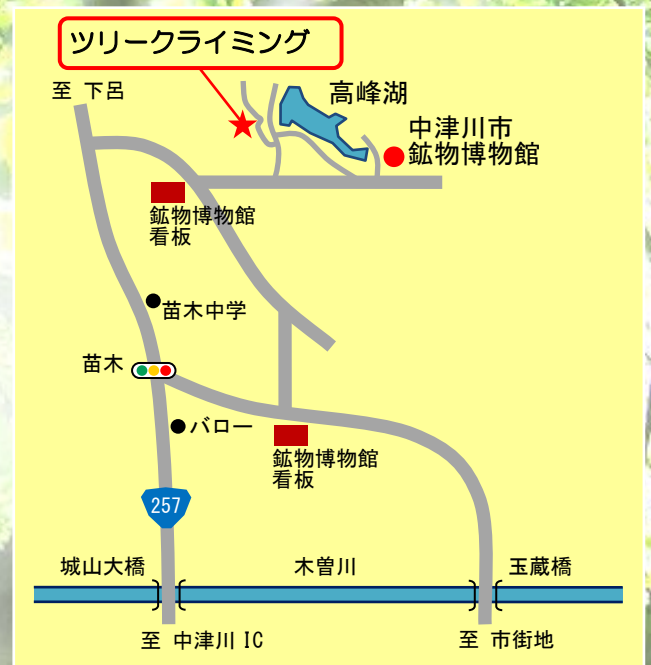 ツリークライミング
至 下呂
高峰湖
中津川市
鉱物博物館
鉱物博物館
看板
苗木中学
苗木
バロー
鉱物博物館
看板
257
城山大橋
木曽川
玉蔵橋
至 中津川 IC
至 市街地